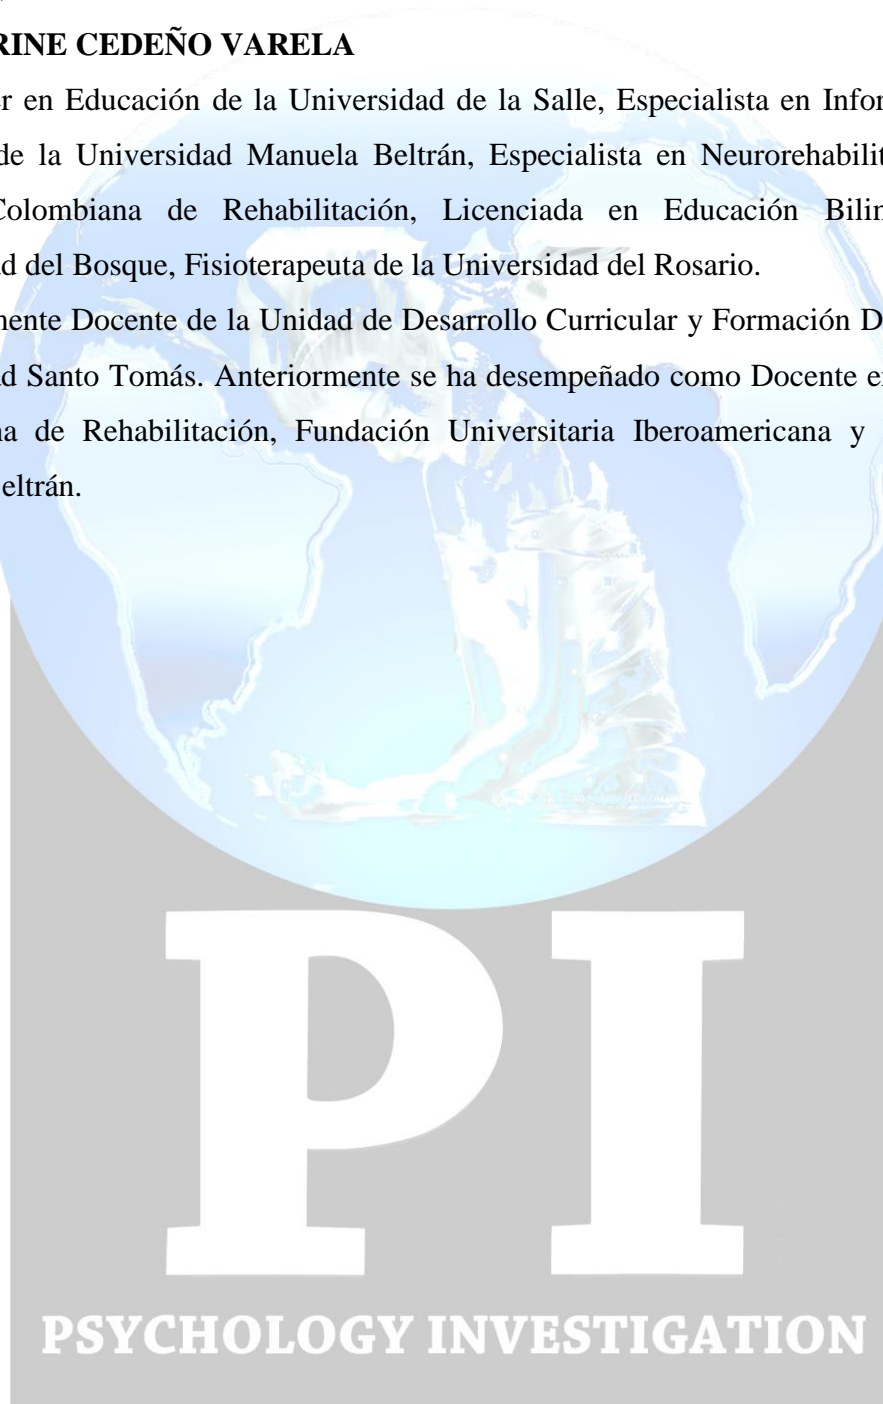 RINE CEDEÑO VARELA
r en Educación de la Universidad de la Salle, Especialista en Infor
de la Universidad Manuela Beltrán, Especialista en Neurorehabilit
Colombiana de Rehabilitación, Licenciada en Educación Bilin
d del Bosque, Fisioterapeuta de la Universidad del Rosario.
mente Docente de la Unidad de Desarrollo Curricular y Formación D
ad Santo Tomás. Anteriormente se ha desempeñado como Docente e
na de Rehabilitación, Fundación Universitaria Iberoamericana y
eltrán.
PI
PSYCHOLOGY INVESTIGATION